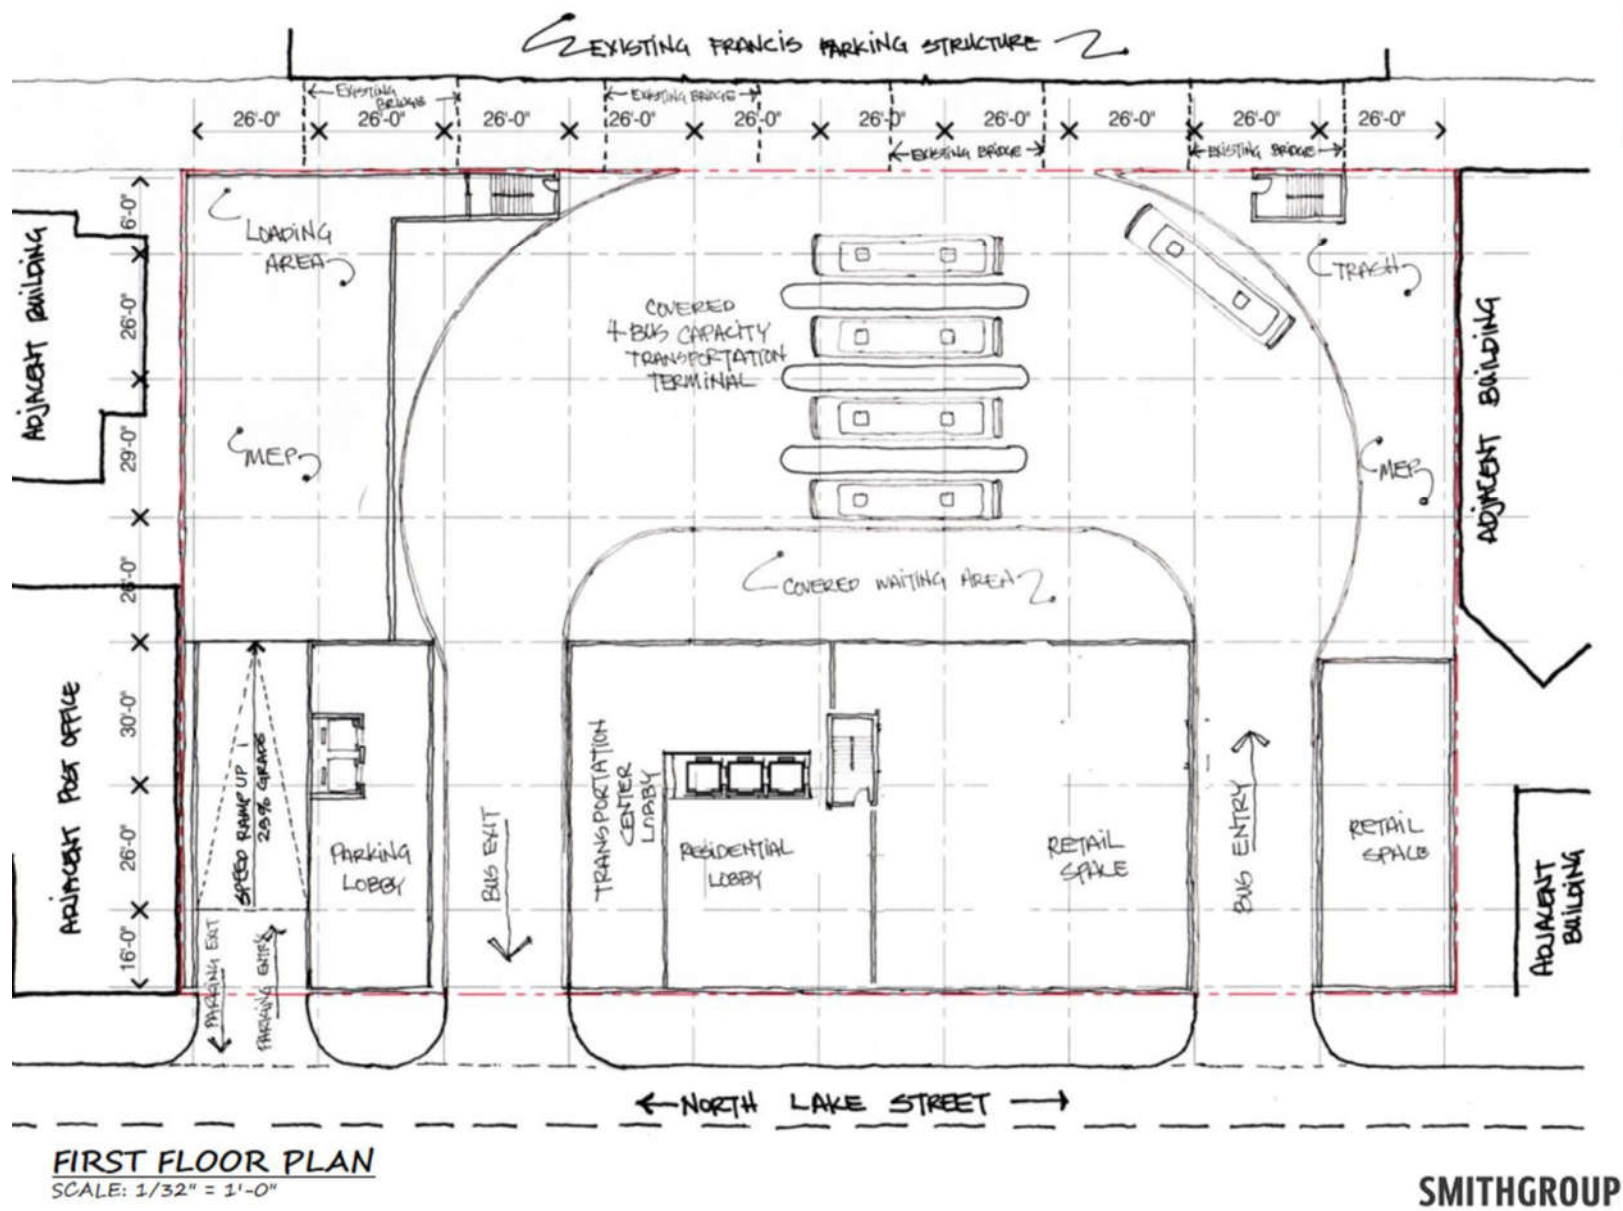 EXISTING FRANCIS PARKING STRUCTURE
EXISTING
BRIDGE
EXISTING BRIDGE
26'-0" 26'-0" 26'-0" 26'-0" 26'-0" 26'-0" 26'-0" 26'-0" 26'-0" 26'-0"
EXISTING BRIDGE
EXISTING BRIDGE
16'-0"
26'-0"
29'-0"
26'-0"
30'-0"
26'-0"
16'-0"
ADJACENT BUILDING
LOADING
AREA
COVERED
4-BUS CAPACITY
TRANSPORTATION
TERMINAL
TRASH
ADJACENT BUILDING
MEP
MEP
COVERED WAITING AREA
ADJACENT POST OFFICE
SPEED RAMP UP
25% GRADE
PARKING
LOBBY
BUS EXIT
TRANSPORTATION
CENTER
LOBBY
RESIDENTIAL
LOBBY
RETAIL
SPACE
BUS ENTRY
RETAIL
SPACE
ADJACENT
BUILDING
PARKING EXIT
PARKING ENTRY
NORTH LAKE STREET
FIRST FLOOR PLAN
SCALE: 1/32" = 1'-0"
SMITHGROUP